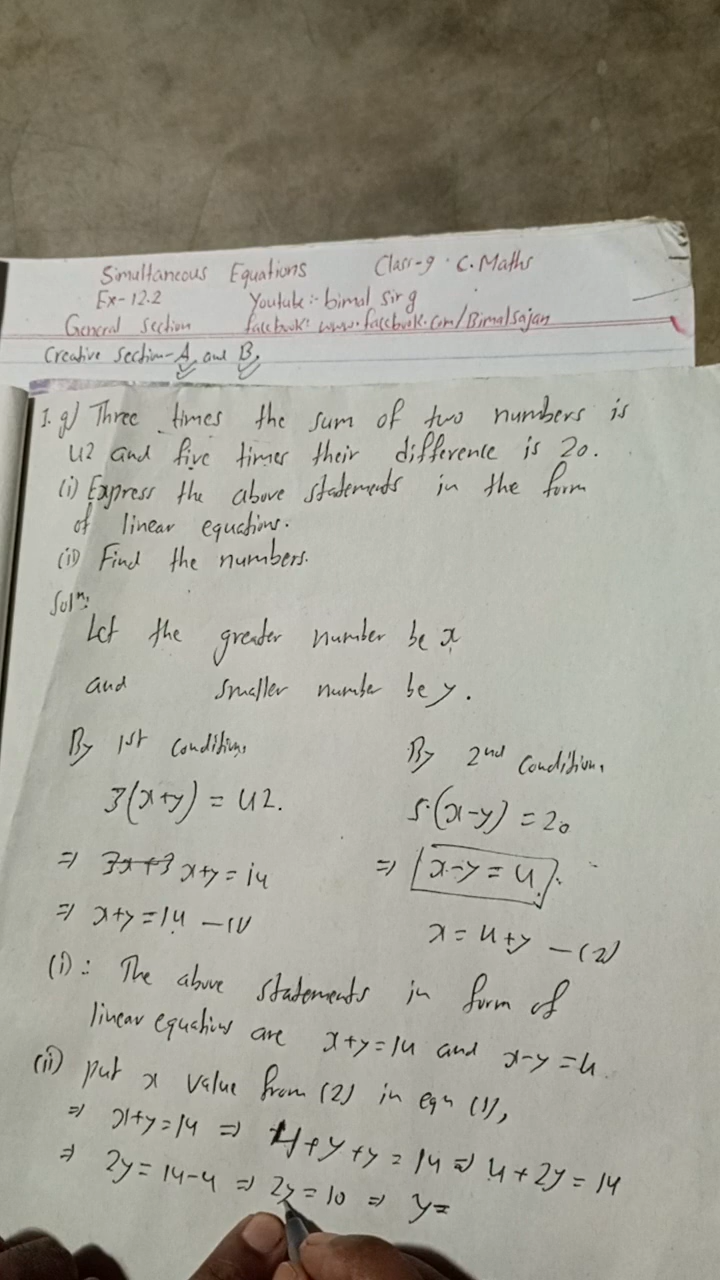 Simultaneous Equations Class-9 C. Maths
Ex-12.2 Youtube:- bimal sir g
General section facebook: www.facebook.com/Bimalsajan
Creative section-A and B.
1. g) Three times the sum of two numbers is
42 and five times their difference is 20.
(i) Express the above statements in the form
of linear equations.
(ii) Find the numbers.
Solⁿ:
Let the greater number be x
and smaller number be y.
By 1st condition,
3(x+y) = 42.
⇒ 3x+3 x+y = 14
⇒ x+y = 14 —(1)
By 2nd condition,
5·(x-y) = 20
⇒ x-y = 4.
x = 4+y —(2)
(i): The above statements in form of
linear equations are x+y=14 and x-y=4.
(ii) put x value from (2) in eqn (1),
⇒ x+y=14 ⇒ 4+y+y = 14 ⇒ 4+2y = 14
⇒ 2y = 14-4 ⇒ 2y = 10 ⇒ y=